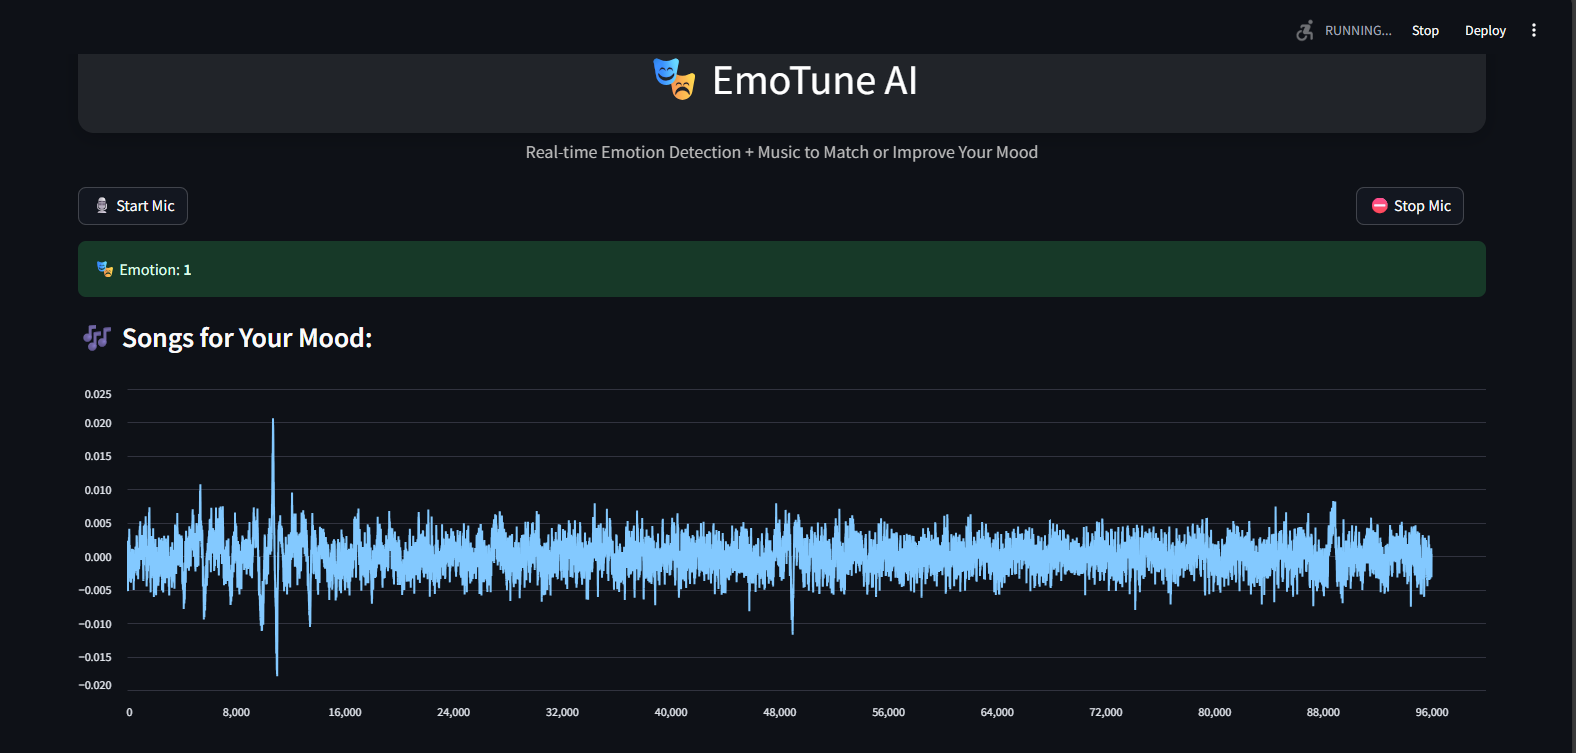 RUNNING... Stop Deploy
EmoTune AI
Real-time Emotion Detection + Music to Match or Improve Your Mood
Start Mic
Stop Mic
Emotion: 1
Songs for Your Mood:
0.025
0.020
0.015
0.010
0.005
0.000
−0.005
−0.010
−0.015
−0.020
0 8,000 16,000 24,000 32,000 40,000 48,000 56,000 64,000 72,000 80,000 88,000 96,000